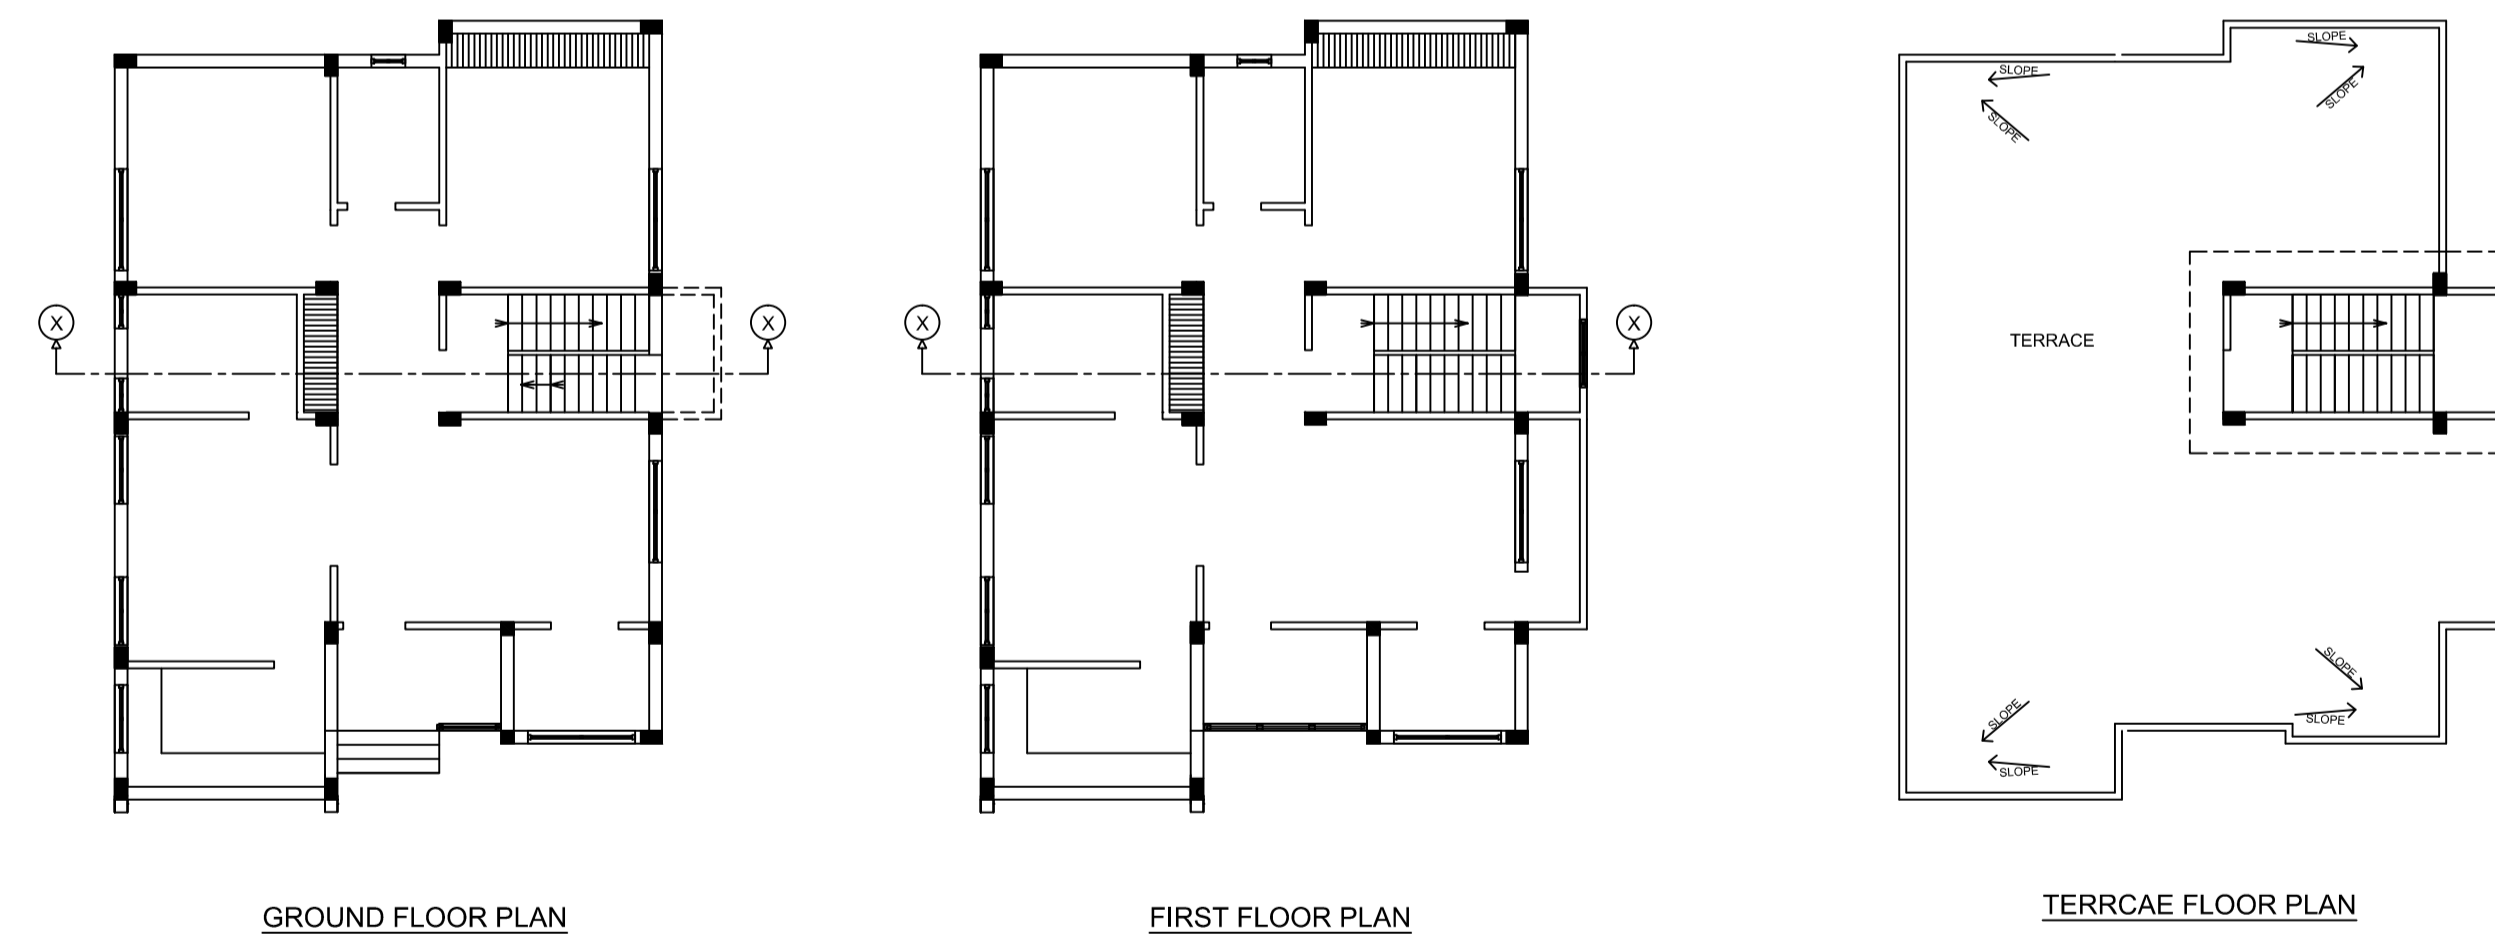 SLOPE
SLOPE
SLOPE
SLOPE
X
X
X
X
TERRACE
SLOPE
SLOPE
SLOPE
SLOPE
GROUND FLOOR PLAN
FIRST FLOOR PLAN
TERRCAE FLOOR PLAN